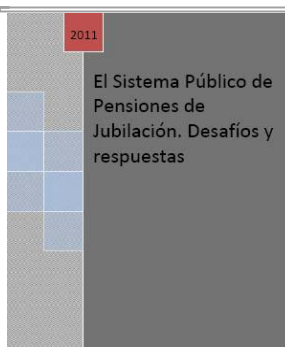 2011
El Sistema Público de
Pensiones de
Jubilación. Desafíos y
respuestas